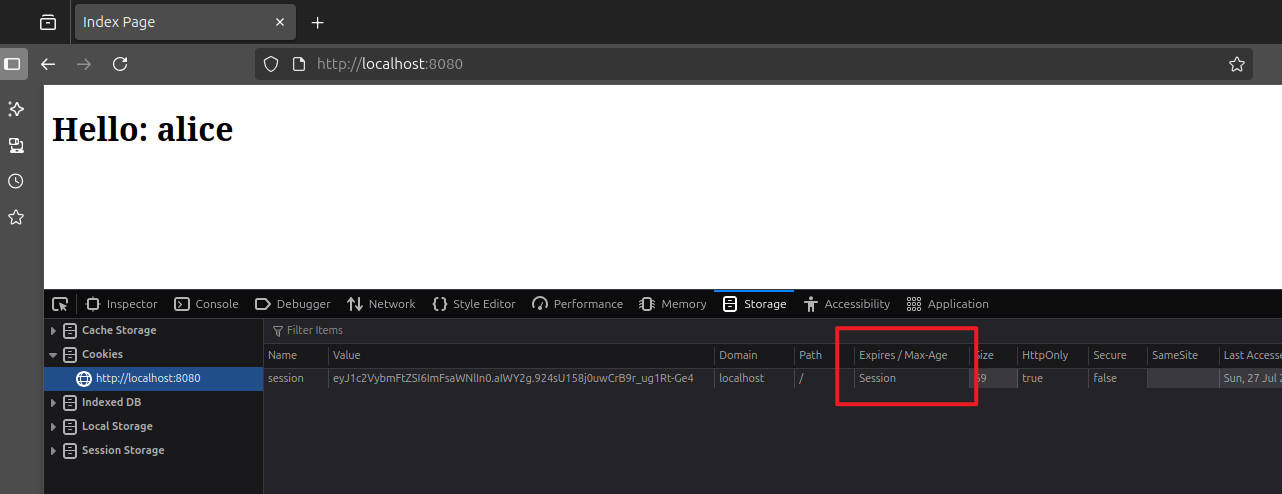 Index Page
http://localhost:8080
Hello: alice
Inspector Console Debugger Network Style Editor Performance Memory Storage Accessibility Application
Cache Storage
Cookies
http://localhost:8080
Indexed DB
Local Storage
Session Storage
Filter Items
Name Value Domain Path Expires / Max-Age Size HttpOnly Secure SameSite Last Accesse
session eyJ1c2VybmFtZSI6ImFsaWNlIn0.aIWY2g.924sU158j0uwCrB9r_ug1Rt-Ge4 localhost / Session 69 true false Sun, 27 Jul 2